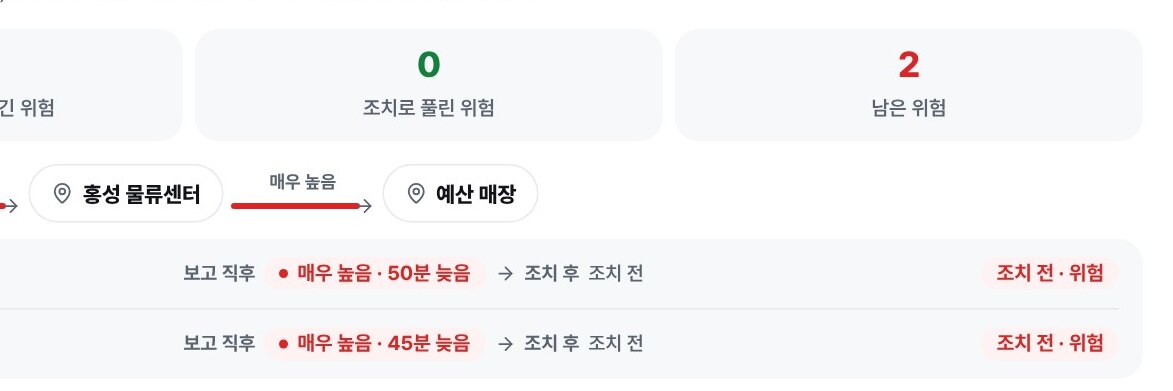 0
2
긴 위험
조치로 풀린 위험
남은 위험
홍성 물류센터
매우 높음
예산 매장
보고 직후 매우 높음 · 50분 늦음 → 조치 후 조치 전 조치 전 · 위험
보고 직후 매우 높음 · 45분 늦음 → 조치 후 조치 전 조치 전 · 위험